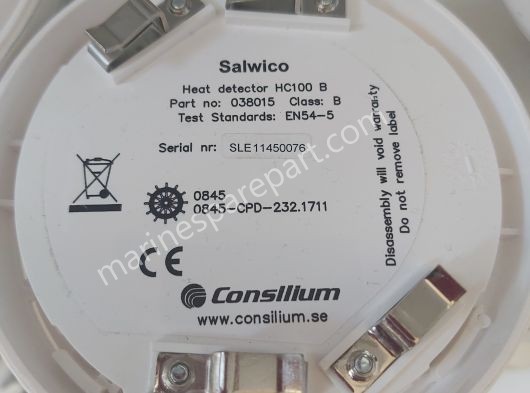 Salwico
Heat detector HC100 B
Part no: 038015 Class: B
Test Standards: EN54-5
Serial nr: SLE11450076
0845
0845-CPD-232.1711
CE
Consilium
www.consilium.se
Disassembly will void warranty
Do not remove label
marinesparepart.com